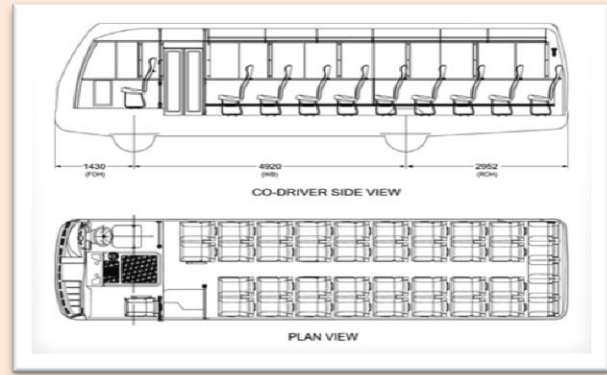 1430 4920 2952
(FOH) (WB) (ROH)
CO-DRIVER SIDE VIEW
PLAN VIEW